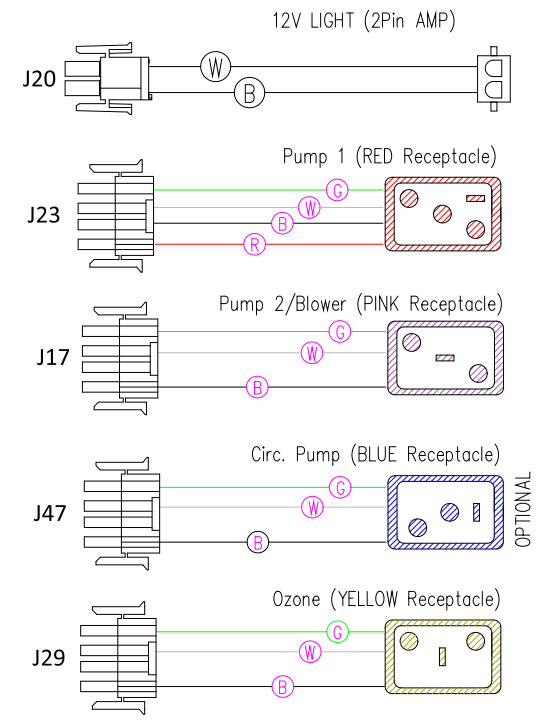 12V LIGHT (2Pin AMP)
J20
W
B
Pump 1 (RED Receptacle)
J23
G
W
B
R
Pump 2/Blower (PINK Receptacle)
J17
G
W
B
Circ. Pump (BLUE Receptacle)
J47
G
W
B
OPTIONAL
Ozone (YELLOW Receptacle)
J29
G
W
B